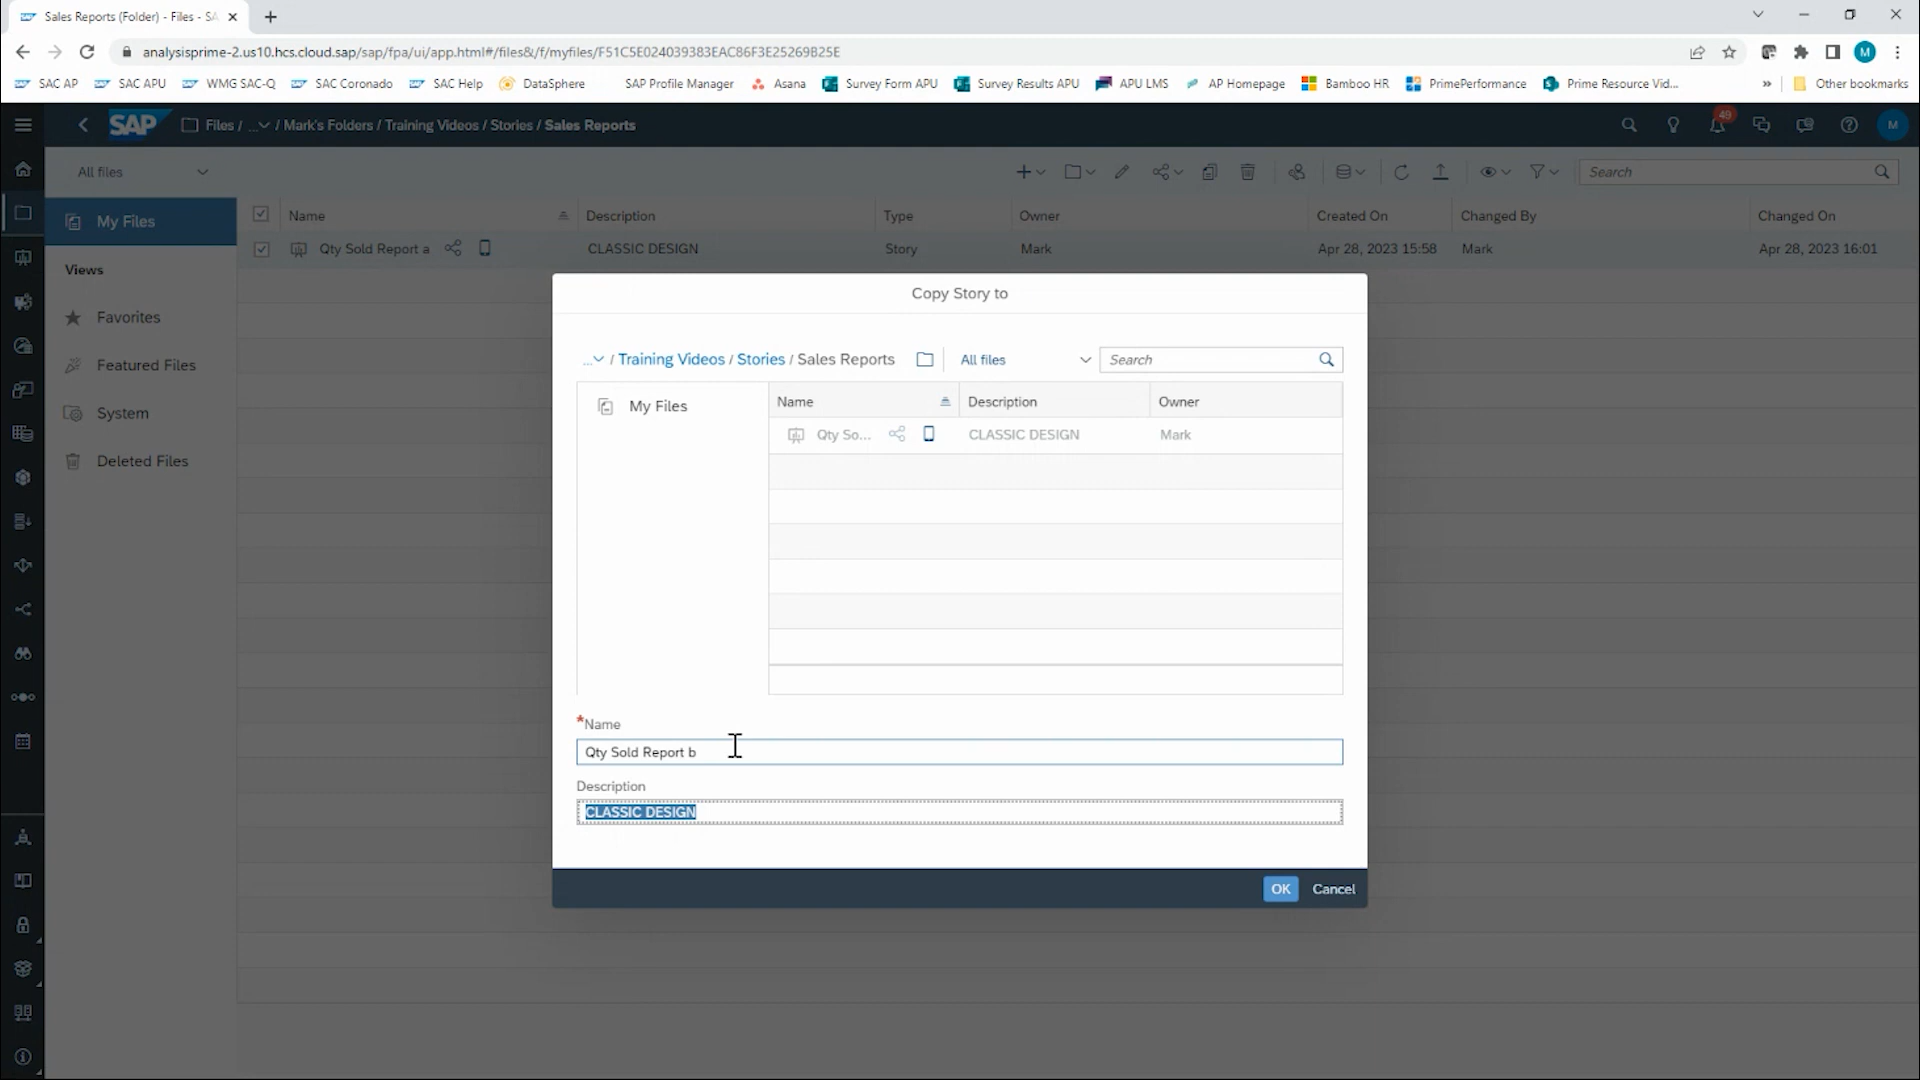 Sales Reports (Folder) - Files - SA
analysisprime-2.us10.hcs.cloud.sap/sap/fpa/ui/app.html#/files&/f/myfiles/F51C5E024039383EAC86F3E25269B25E
M
SAC AP SAC APU WMG SAC-Q SAC Coronado SAC Help DataSphere SAP Profile Manager Asana Survey Form APU Survey Results APU APU LMS AP Homepage Bamboo HR PrimePerformance Prime Resource Vid... » Other bookmarks
SAP Files / ... / Mark's Folders / Training Videos / Stories / Sales Reports 49 M
All files Search
My Files
Name Description Type Owner Created On Changed By Changed On
Qty Sold Report a CLASSIC DESIGN Story Mark Apr 28, 2023 15:58 Mark Apr 28, 2023 16:01
Views
Favorites
Featured Files
System
Deleted Files
Copy Story to
... / Training Videos / Stories / Sales Reports All files Search
My Files
Name Description Owner
Qty So... CLASSIC DESIGN Mark
*Name
Qty Sold Report b
Description
CLASSIC DESIGN
OK Cancel